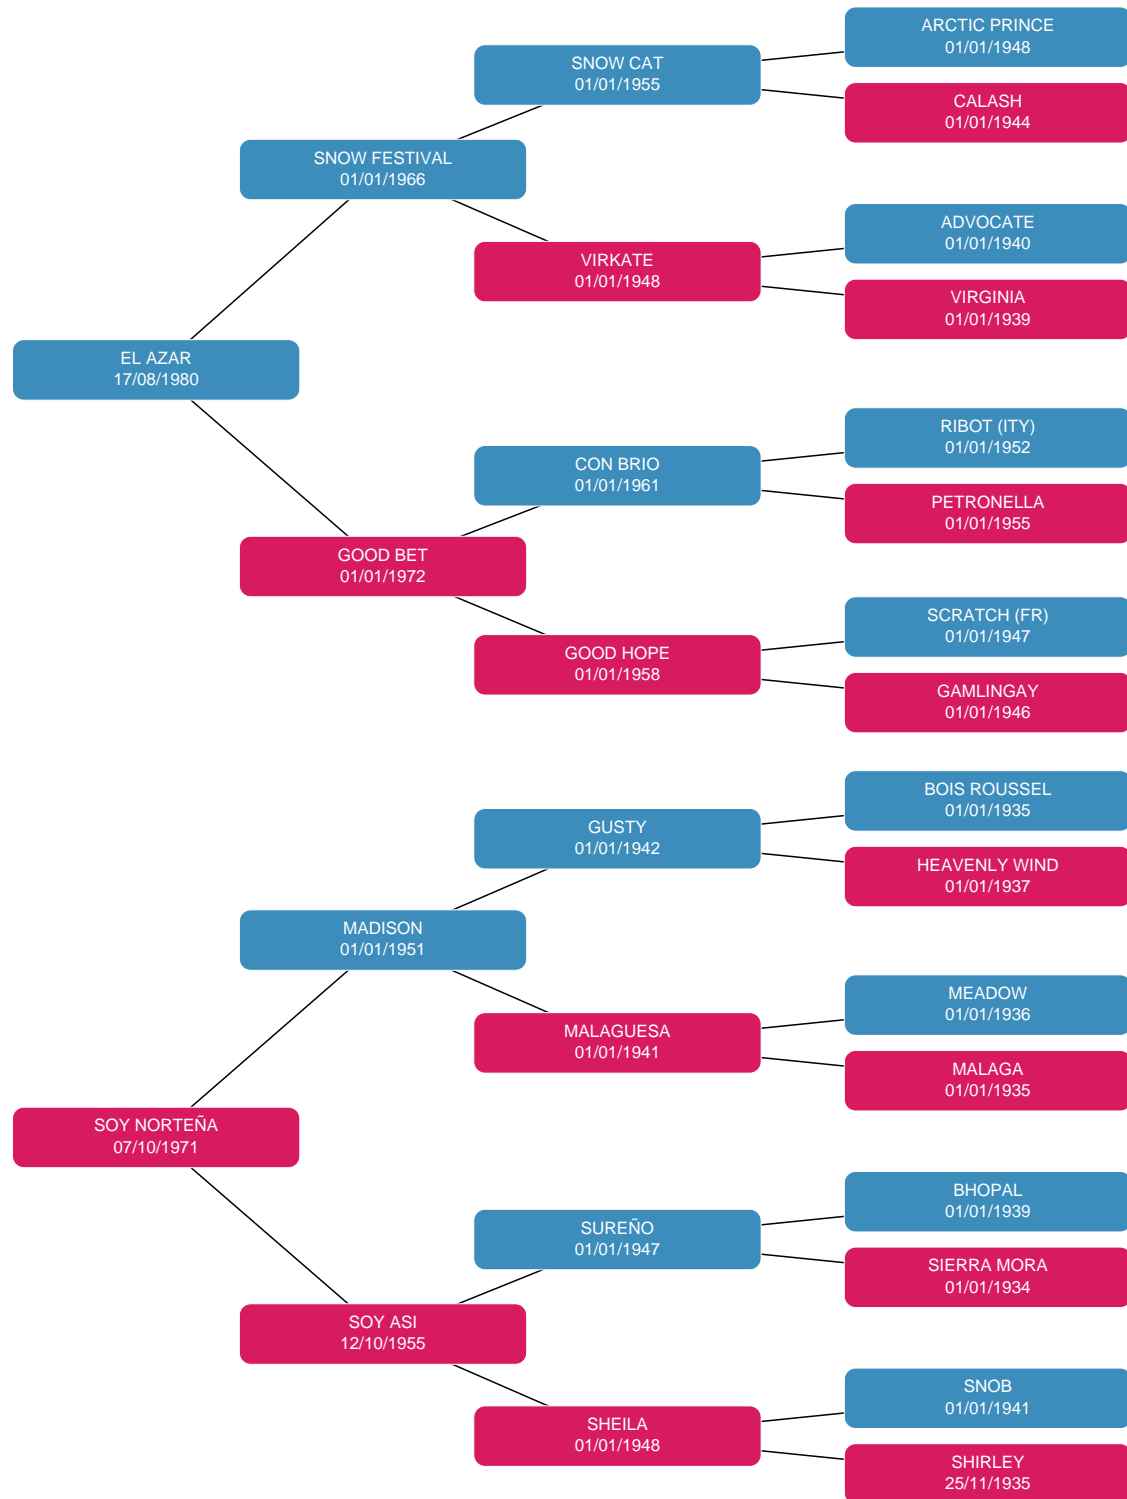 ARCTIC PRINCE
01/01/1948
SNOW CAT
01/01/1955
CALASH
01/01/1944
SNOW FESTIVAL
01/01/1966
ADVOCATE
01/01/1940
VIRKATE
01/01/1948
VIRGINIA
01/01/1939
EL AZAR
17/08/1980
RIBOT (ITY)
01/01/1952
CON BRIO
01/01/1961
PETRONELLA
01/01/1955
GOOD BET
01/01/1972
SCRATCH (FR)
01/01/1947
GOOD HOPE
01/01/1958
GAMLINGAY
01/01/1946
BOIS ROUSSEL
01/01/1935
GUSTY
01/01/1942
HEAVENLY WIND
01/01/1937
MADISON
01/01/1951
MEADOW
01/01/1936
MALAGUESA
01/01/1941
MALAGA
01/01/1935
SOY NORTEÑA
07/10/1971
BHOPAL
01/01/1939
SUREÑO
01/01/1947
SIERRA MORA
01/01/1934
SOY ASI
12/10/1955
SNOB
01/01/1941
SHEILA
01/01/1948
SHIRLEY
25/11/1935